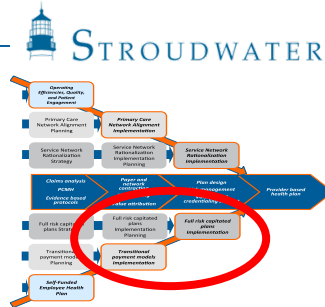 STROUDWATER
Operating
Efficiencies, Quality,
and Patient
Engagement
Primary Care
Network Alignment
Planning
Primary Care
Network Alignment
Implementation
Service Network
Rationalization
Strategy
Service Network
Rationalization
Implementation
Planning
Service Network
Rationalization
Implementation
Claims analysis
PCMH
Evidence based
protocols
Payer and
network
value attribution
Plan design
management
credentialing
Provider based
health plan
Full risk capitated
plans Strategy
Full risk capitated
plans
Implementation
Planning
Full risk capitated
plans
Implementation
Transitional
payment models
Planning
Transitional
payment models
Implementation
Self-Funded
Employee Health
Plan